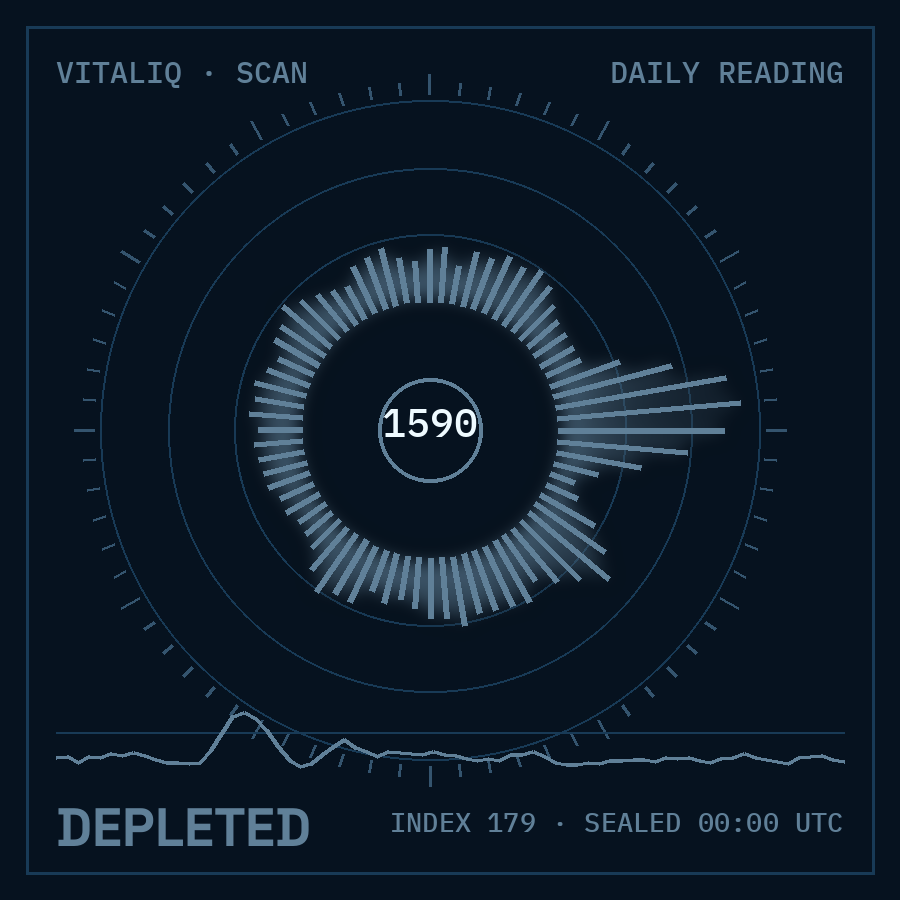 VITALIQ · SCAN
DAILY READING
1590
DEPLETED
INDEX 179 · SEALED 00:00 UTC